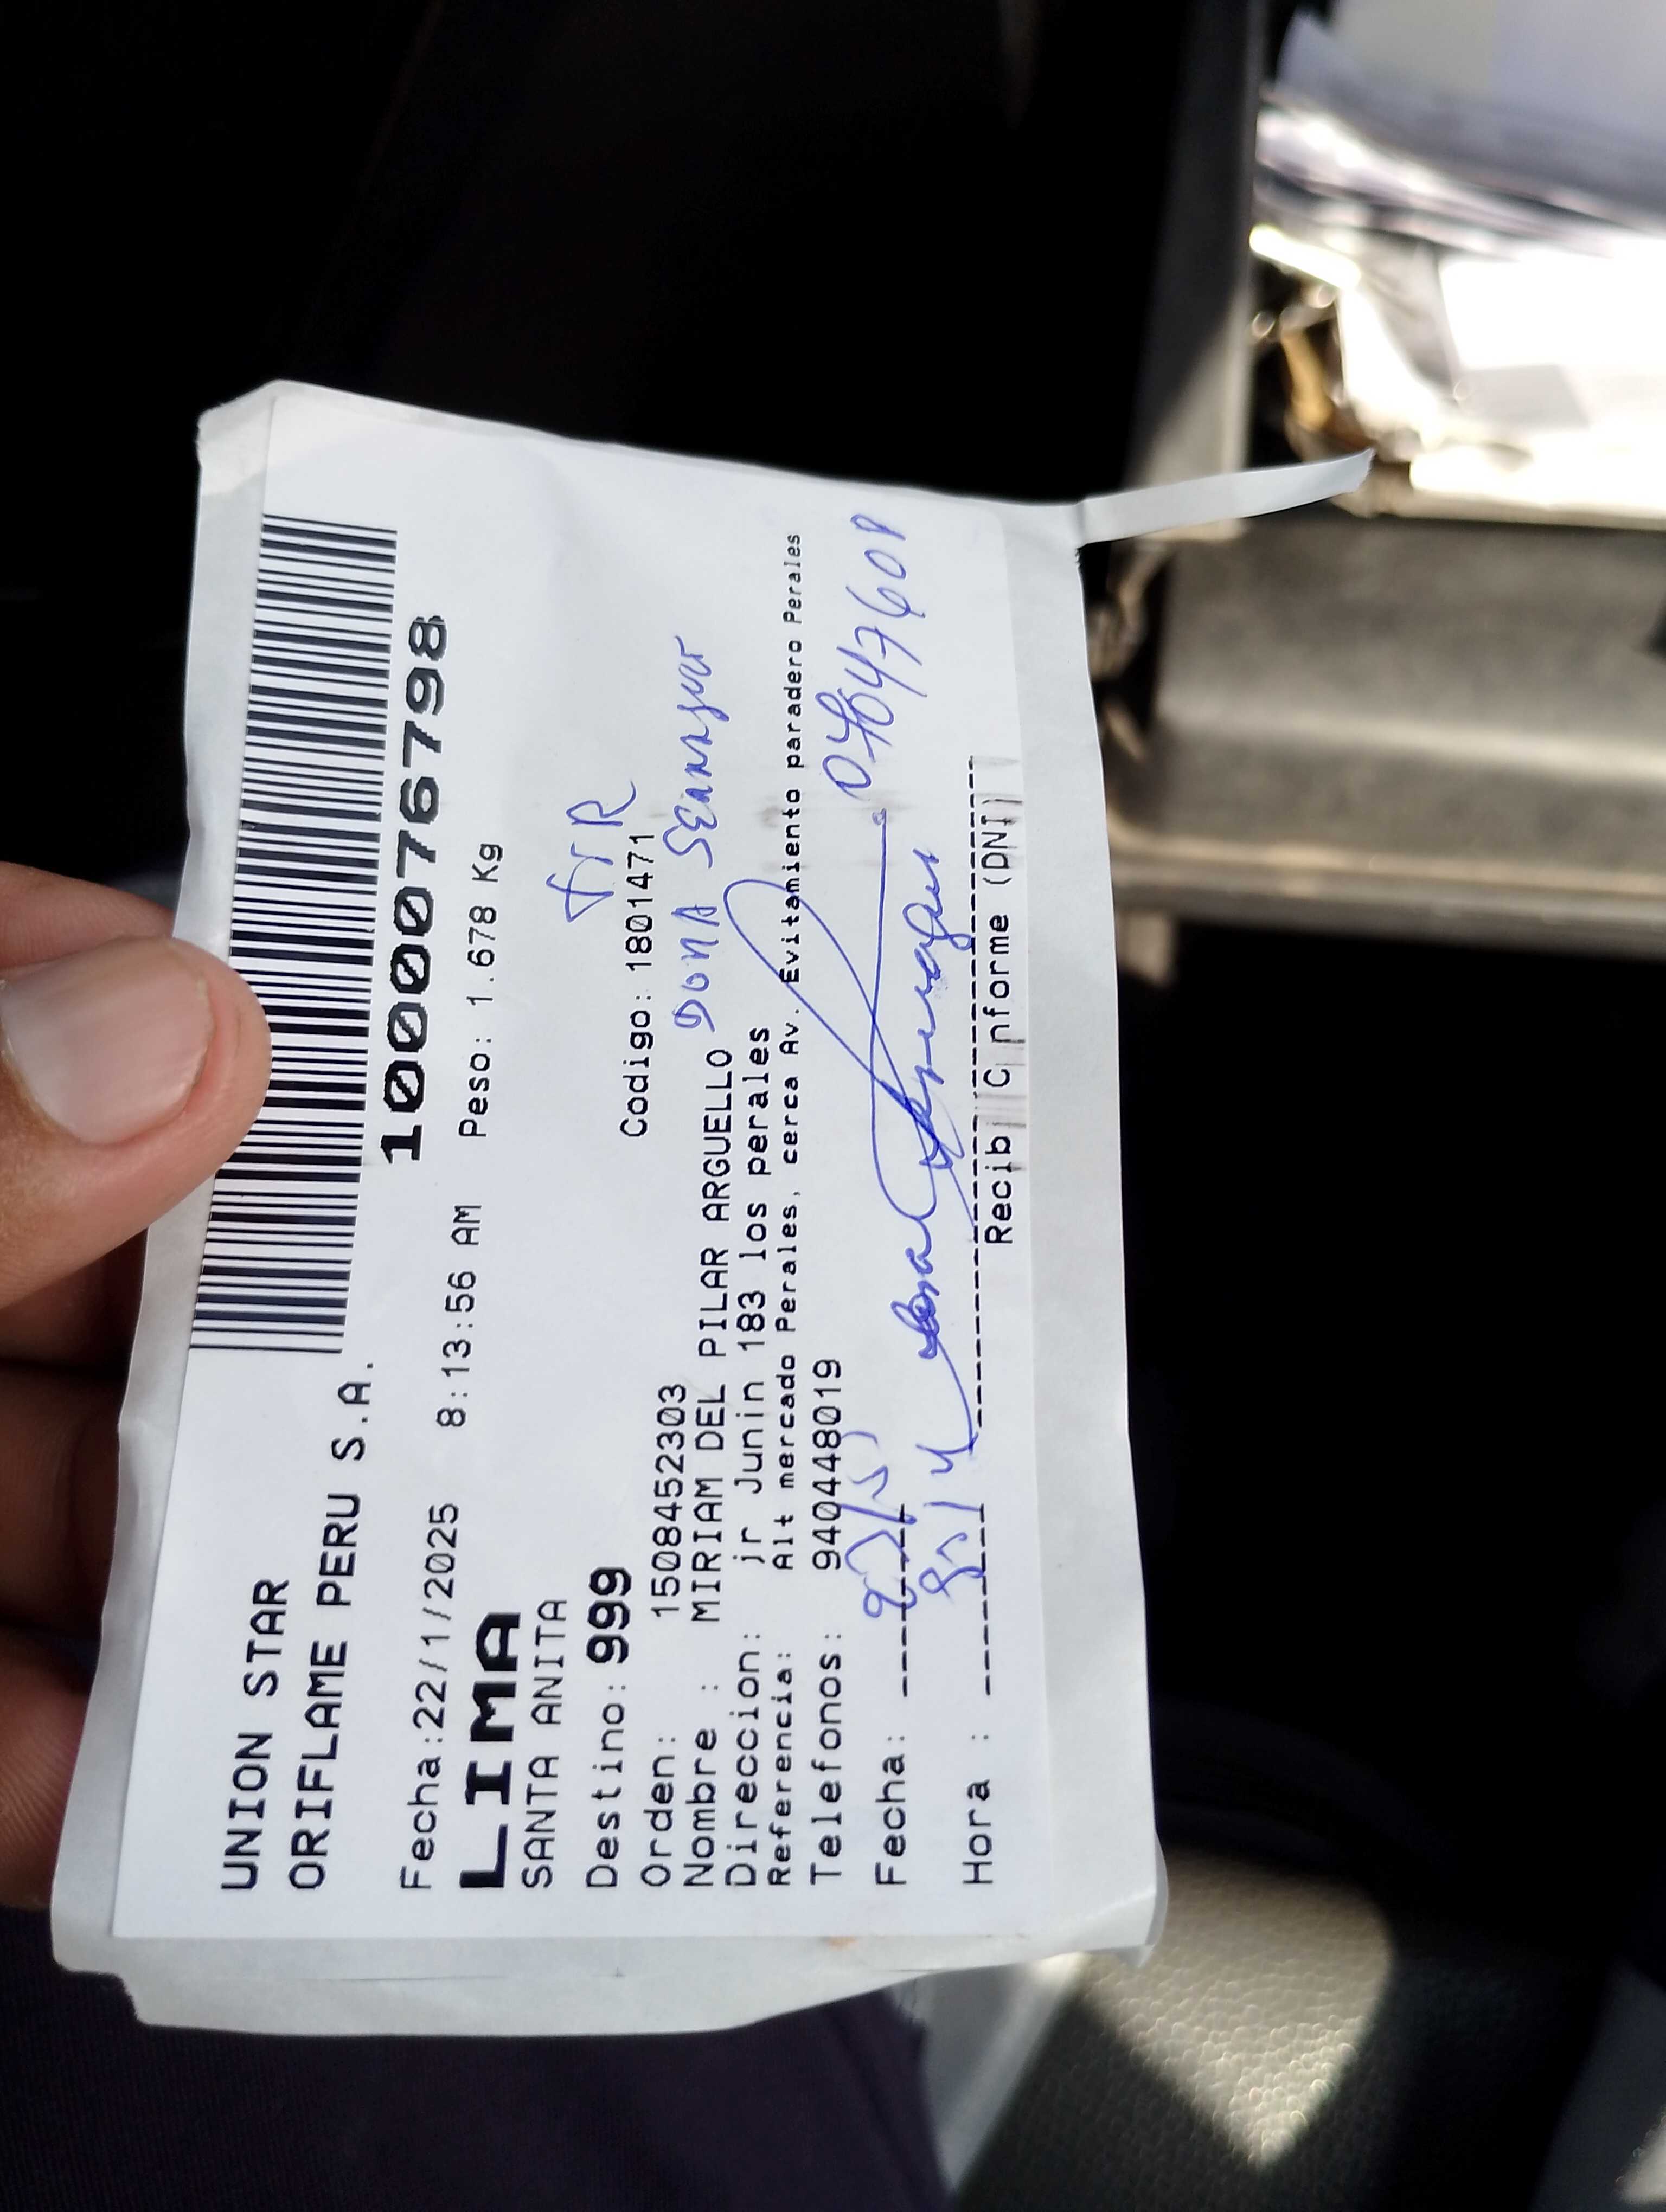 UNION STAR
ORIFLAME PERU S.A.
1000076798
Fecha:22/1/2025 8:13:56 AM Peso: 1.678 Kg
LIMA
SANTA ANITA
Destino: 999
Codigo: 1801471
Orden: 1508452303
Nombre : MIRIAM DEL PILAR ARGUELLO
DONA
Direccion: jr Junin 183 los perales
Referencia: Alt mercado Perales, cerca Av. Evitamiento paradero Perales
Telefonos: 940448019
Fecha:
Hora :
Recib C nforme (DNI)